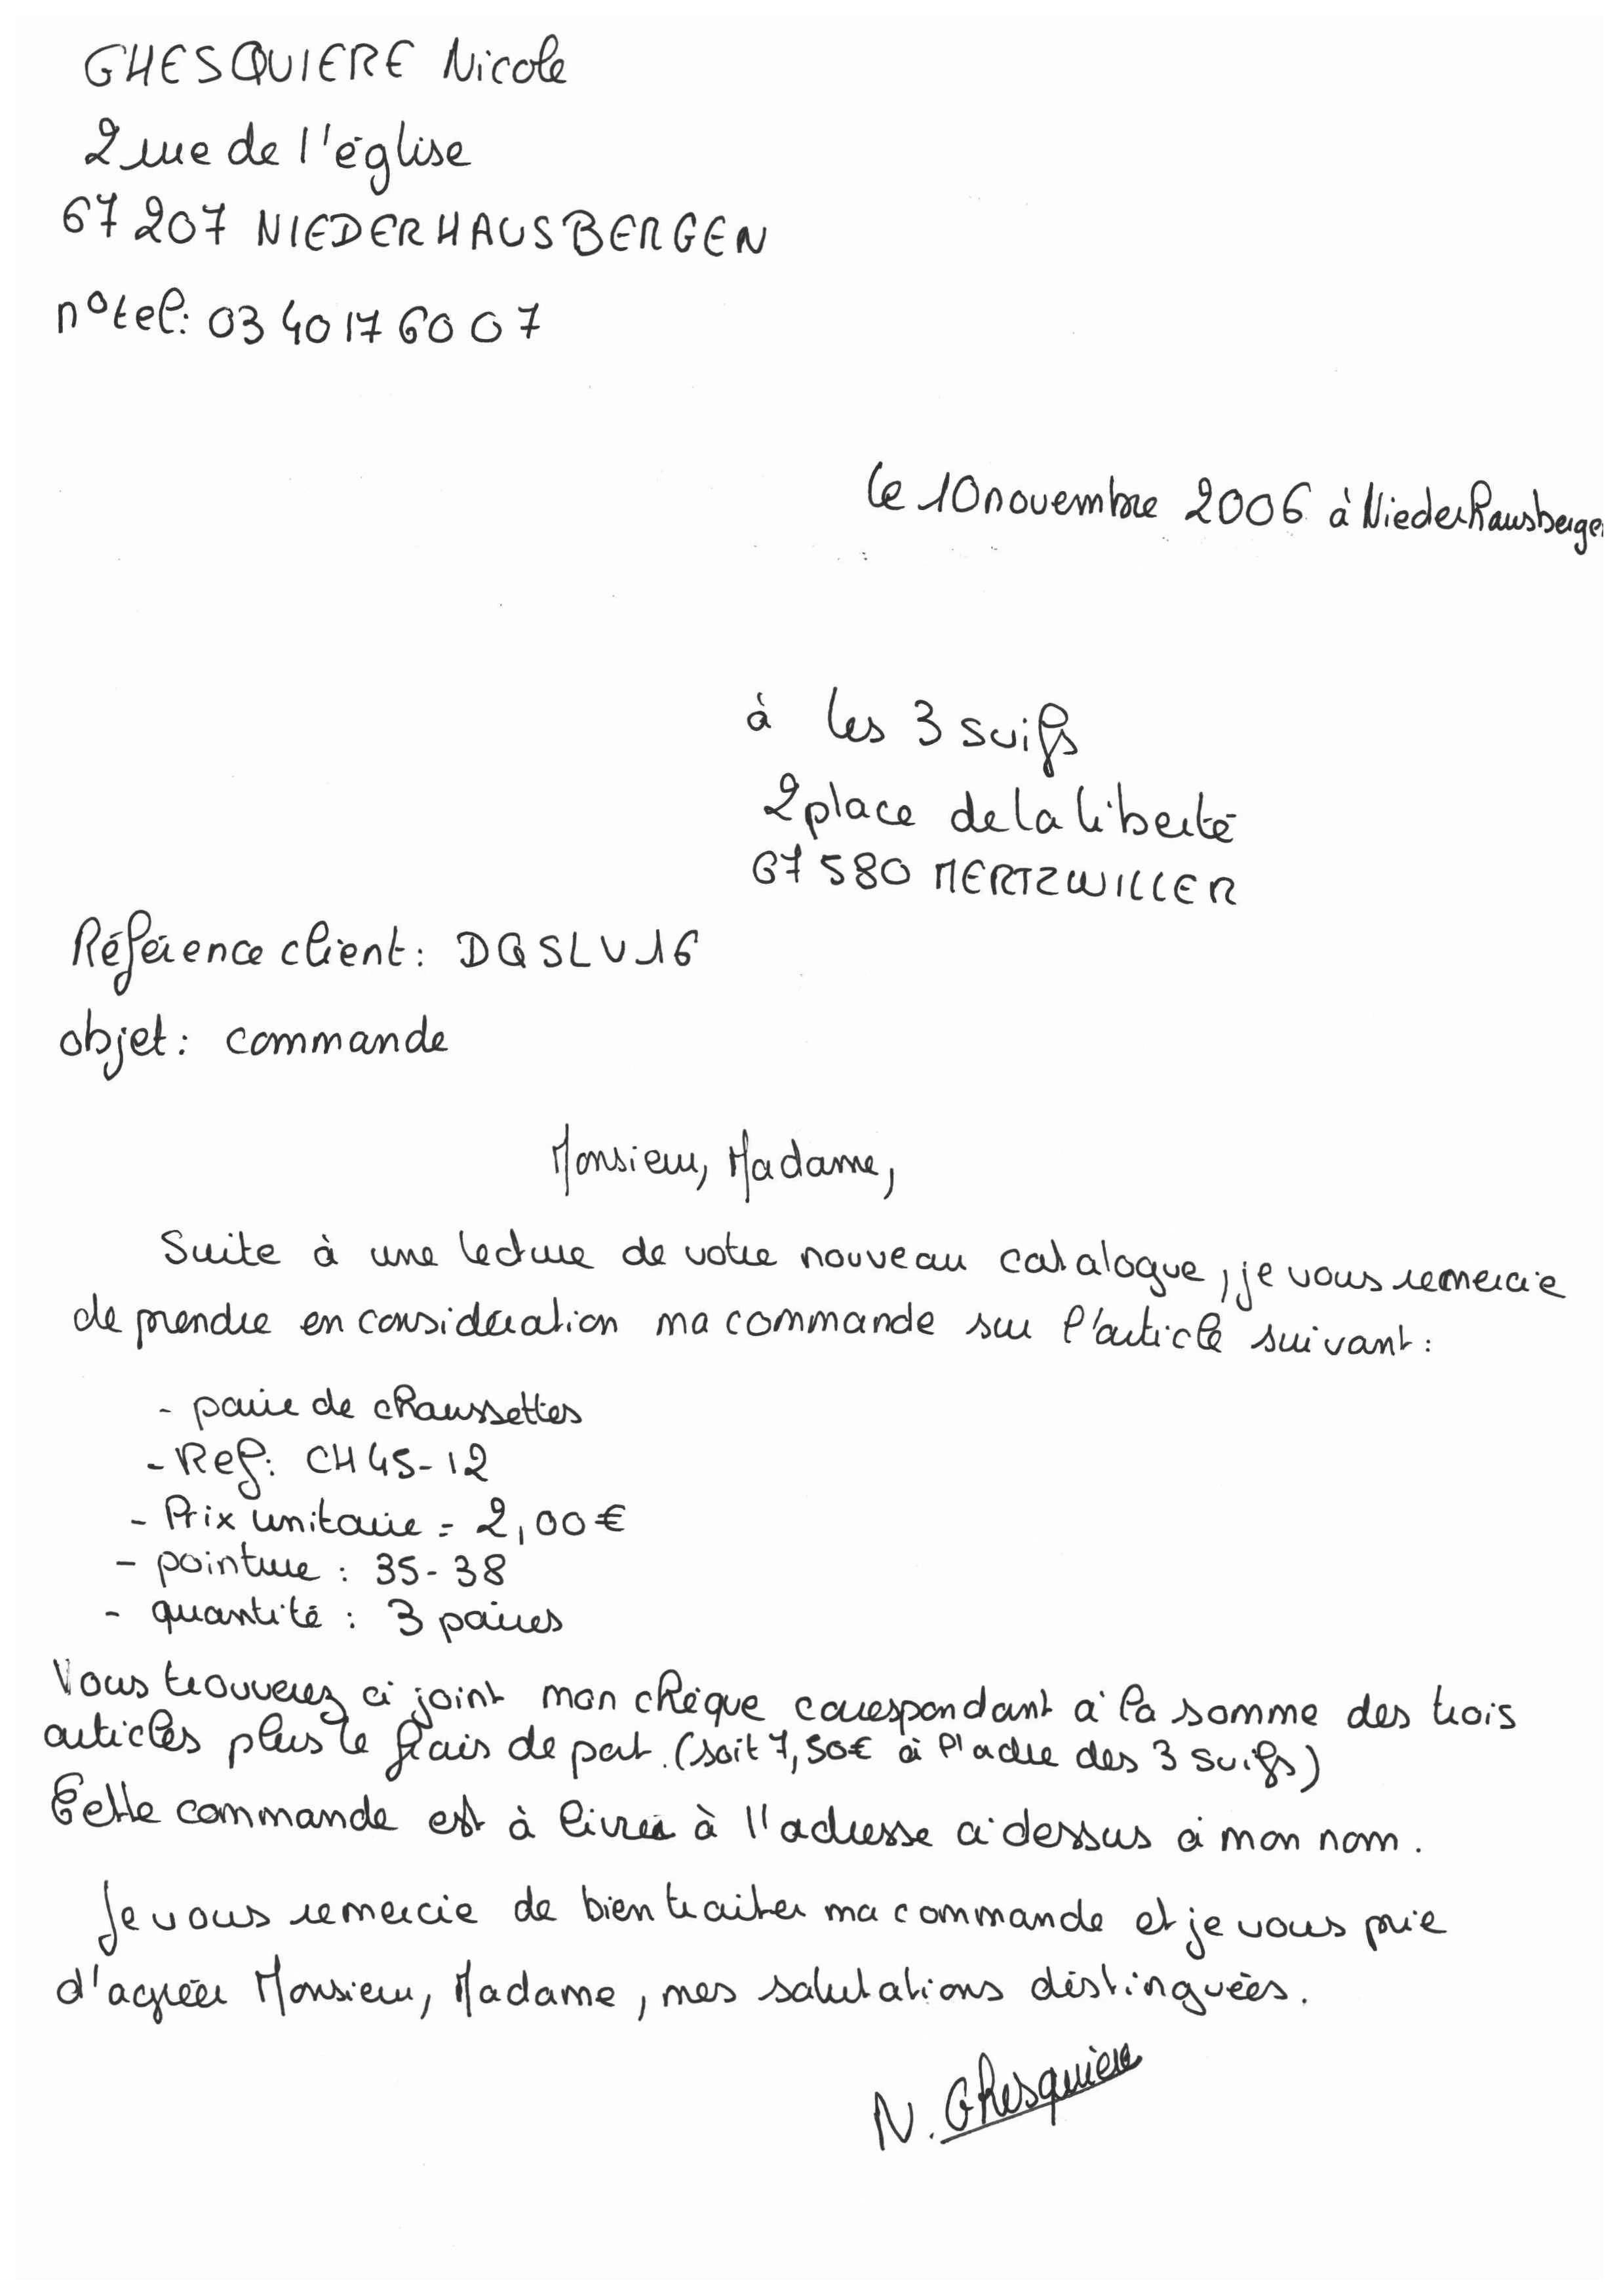 GHESQUIERE Nicole
2 rue de l'église
67 207 NIEDERHAUSBERGEN
n°tel: 03 40 17 60 07
le 10 novembre 2006 à Niederhausbergen
à les 3 suifs
2 place de la liberté
67 580 MERTZWILLER
Référence client: DQSLV16
objet: commande
Monsieur, Madame,
Suite à une lecture de votre nouveau catalogue, je vous remercie
de prendre en considération ma commande sur l'article suivant:
- paire de chaussettes
- Ref: CH45-12
- Prix unitaire = 2,00€
- pointure : 35-38
- quantité : 3 paires
Vous trouverez ci joint mon chèque correspondant à la somme des trois
articles plus le frais de port. (soit 7,50€ à l'adre des 3 suifs)
Cette commande est à livrer à l'adresse ci dessus à mon nom.
Je vous remercie de bien traiter ma commande et je vous prie
d'agréer Monsieur, Madame, mes salutations distinguées.
N. Ghesquiere